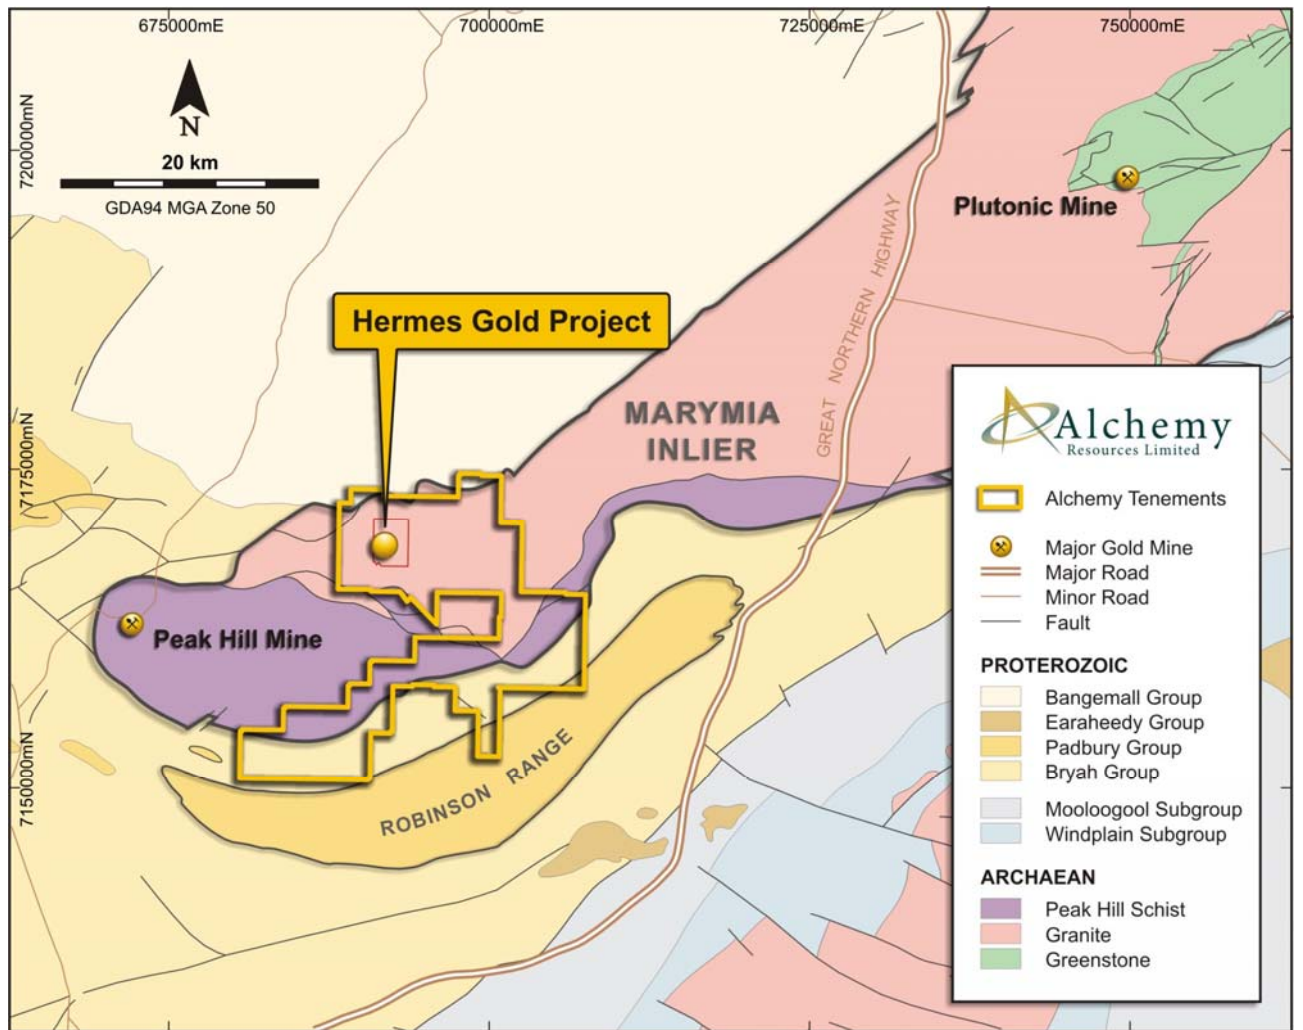 675000mE
700000mE
725000mE
750000mE
7200000mN
7175000mN
7150000mN
N
20 km
GDA94 MGA Zone 50
Plutonic Mine
GREAT NORTHERN HIGHWAY
Hermes Gold Project
MARYMIA
INLIER
Peak Hill Mine
ROBINSON RANGE
Alchemy
Resources Limited
Alchemy Tenements
Major Gold Mine
Major Road
Minor Road
Fault
PROTEROZOIC
Bangemall Group
Earaheedy Group
Padbury Group
Bryah Group
Mooloogool Subgroup
Windplain Subgroup
ARCHAEAN
Peak Hill Schist
Granite
Greenstone